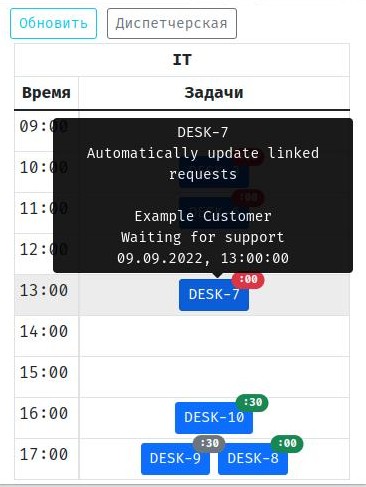 Обновить Диспетчерская
IT
Время Задачи
09:00
DESK-7
Automatically update linked
10:00
requests
11:00 :00
Example Customer
12:00 Waiting for support
09.09.2022, 13:00:00
13:00 DESK-7 :00
14:00
15:00
16:00 DESK-10 :30
17:00 DESK-9 :30 DESK-8 :00